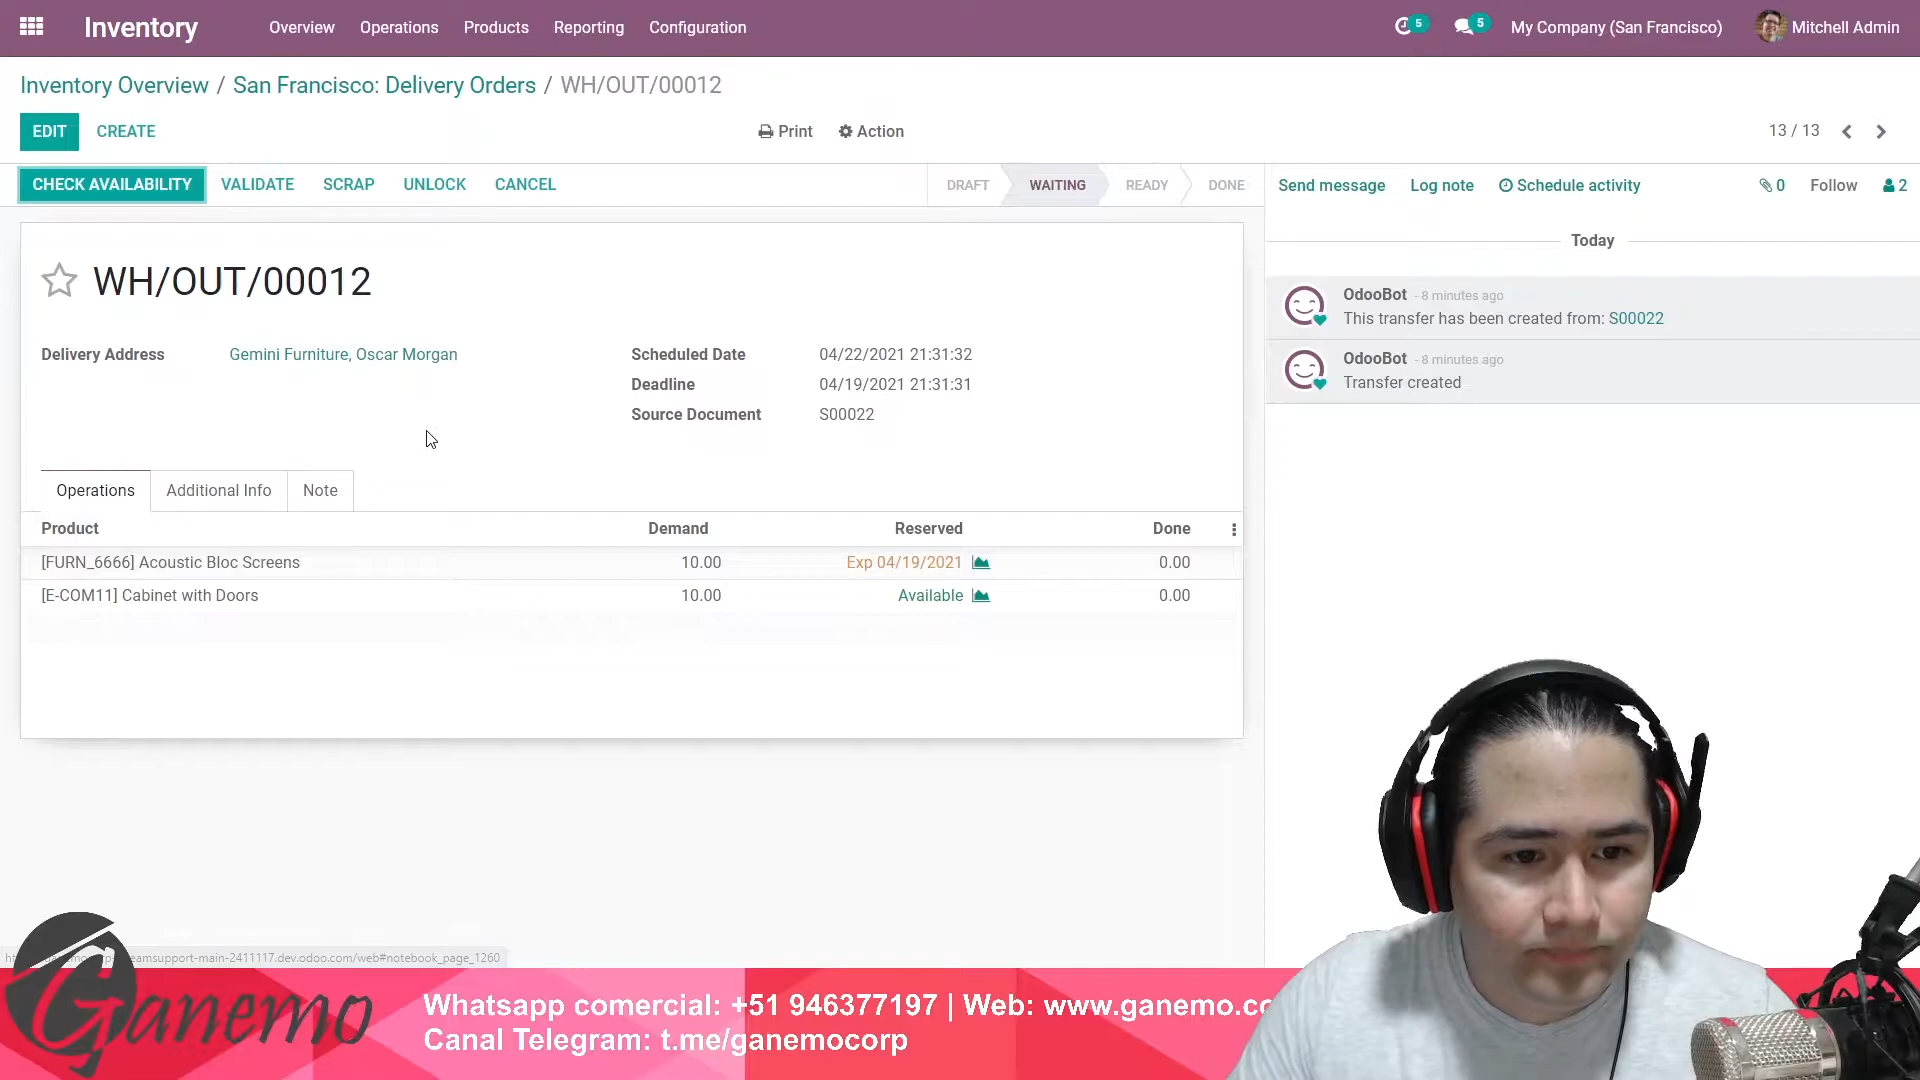 Inventory Overview Operations Products Reporting Configuration 5 5 My Company (San Francisco) Mitchell Admin
Inventory Overview / San Francisco: Delivery Orders / WH/OUT/00012
EDIT CREATE Print Action 13 / 13
CHECK AVAILABILITY VALIDATE SCRAP UNLOCK CANCEL DRAFT WAITING READY DONE
Send message Log note Schedule activity 0 Follow 2
WH/OUT/00012
Delivery Address Gemini Furniture, Oscar Morgan
Scheduled Date 04/22/2021 21:31:32
Deadline 04/19/2021 21:31:31
Source Document S00022
Operations Additional Info Note
Product Demand Reserved Done
[FURN_6666] Acoustic Bloc Screens 10.00 Exp 04/19/2021 0.00
[E-COM11] Cabinet with Doors 10.00 Available 0.00
Today
OdooBot - 8 minutes ago
This transfer has been created from: S00022
OdooBot - 8 minutes ago
Transfer created
eamsupport-main-2411117.dev.odoo.com/web#notebook_page_1260
Ganemo
Whatsapp comercial: +51 946377197 | Web: www.ganemo.co
Canal Telegram: t.me/ganemocorp